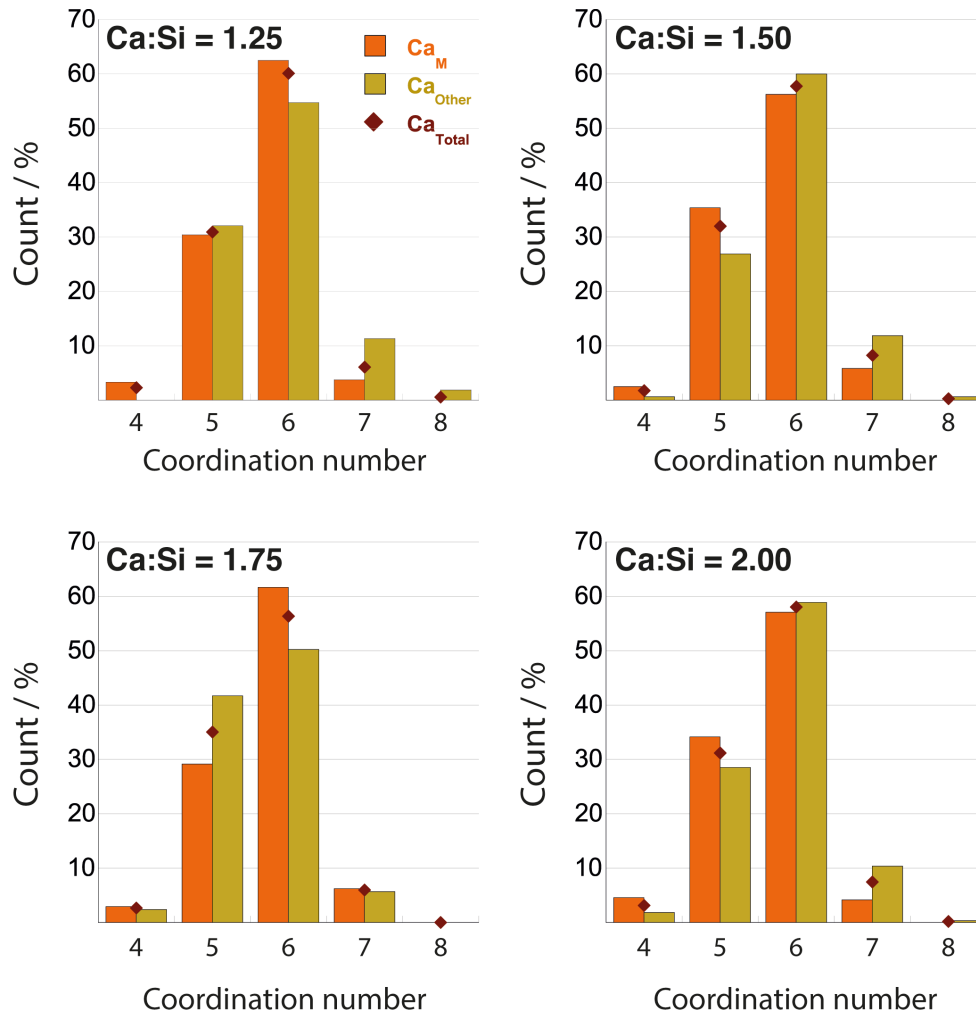 Ca:Si = 1.25
Ca_M
Ca_Other
Ca_Total
Count / %
70
60
50
40
30
20
10
4 5 6 7 8
Coordination number
Ca:Si = 1.50
Count / %
70
60
50
40
30
20
10
4 5 6 7 8
Coordination number
Ca:Si = 1.75
Count / %
70
60
50
40
30
20
10
4 5 6 7 8
Coordination number
Ca:Si = 2.00
Count / %
70
60
50
40
30
20
10
4 5 6 7 8
Coordination number